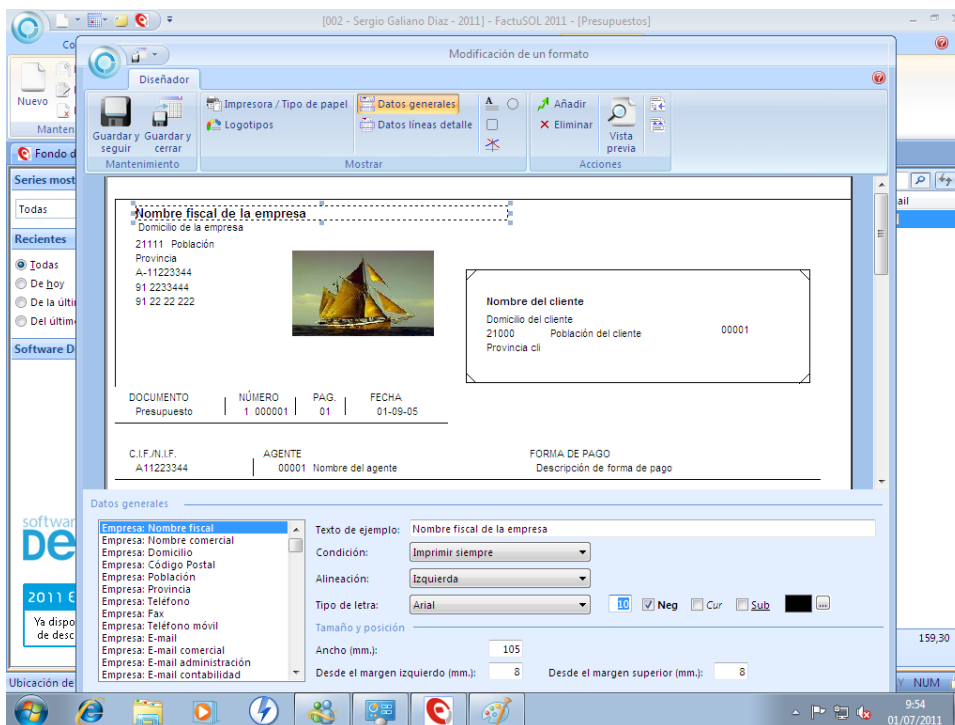 [002 - Sergio Galiano Diaz - 2011] - FactuSOL 2011 - [Presupuestos]
Co
Modificación de un formato
Diseñador
Nuevo
Manten
Guardar y seguir
Guardar y cerrar
Mantenimiento
Impresora / Tipo de papel
Logotipos
Datos generales
Datos líneas detalle
A
Mostrar
Añadir
Eliminar
Vista previa
Acciones
Fondo d
Series most
Todas
Recientes
Todas
De hoy
De la últi
Del últim
Software D
ail
Nombre fiscal de la empresa
Domicilio de la empresa
21111 Población
Provincia
A-11223344
91 2233444
91 22 22 222
Nombre del cliente
Domicilio del cliente
21000 Población del cliente 00001
Provincia cli
DOCUMENTO NÚMERO PAG. FECHA
Presupuesto 1 000001 01 01-09-05
C.I.F./N.I.F. AGENTE FORMA DE PAGO
A11223344 00001 Nombre del agente Descripción de forma de pago
Datos generales
Empresa: Nombre fiscal
Empresa: Nombre comercial
Empresa: Domicilio
Empresa: Código Postal
Empresa: Población
Empresa: Provincia
Empresa: Teléfono
Empresa: Fax
Empresa: Teléfono móvil
Empresa: E-mail
Empresa: E-mail comercial
Empresa: E-mail administración
Empresa: E-mail contabilidad
Texto de ejemplo: Nombre fiscal de la empresa
Condición: Imprimir siempre
Alineación: Izquierda
Tipo de letra: Arial 10 Neg Cur Sub ...
Tamaño y posición
Ancho (mm.): 105
Desde el margen izquierdo (mm.): 8 Desde el margen superior (mm.): 8
softwar
DE
2011 E
Ya dispo
de desc
159,30
Ubicación de
NUM
9:54
01/07/2011